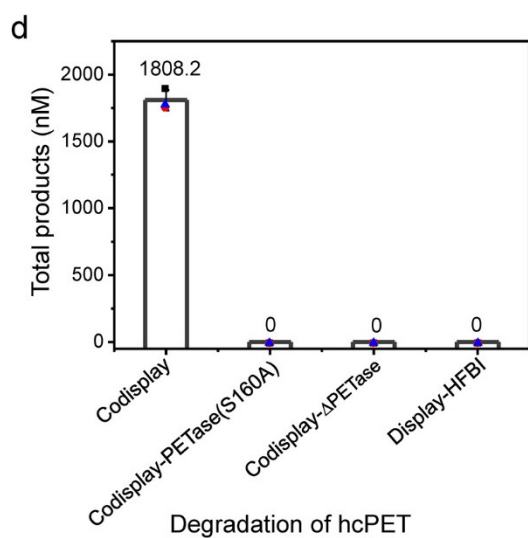 d
Total products (nM)
2000
1500
1000
500
0
1808.2
0
0
0
Codisplay
Codisplay-PETase(S160A)
Codisplay-ΔPETase
Display-HFBI
Degradation of hcPET